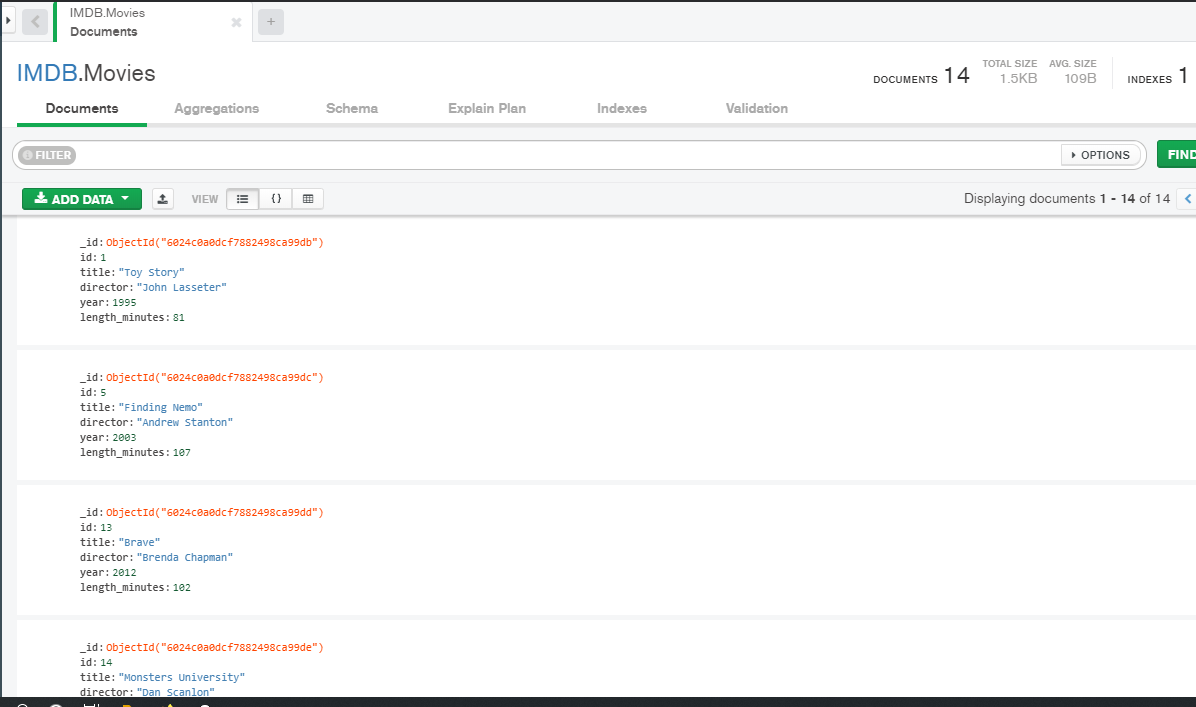 IMDB.Movies
Documents
+
IMDB.Movies
DOCUMENTS 14 TOTAL SIZE 1.5KB AVG. SIZE 109B INDEXES 1
Documents Aggregations Schema Explain Plan Indexes Validation
FILTER OPTIONS FIND
ADD DATA VIEW {} Displaying documents 1 - 14 of 14
_id: ObjectId("6024c0a0dcf7882498ca99db")
id: 1
title: "Toy Story"
director: "John Lasseter"
year: 1995
length_minutes: 81
_id: ObjectId("6024c0a0dcf7882498ca99dc")
id: 5
title: "Finding Nemo"
director: "Andrew Stanton"
year: 2003
length_minutes: 107
_id: ObjectId("6024c0a0dcf7882498ca99dd")
id: 13
title: "Brave"
director: "Brenda Chapman"
year: 2012
length_minutes: 102
_id: ObjectId("6024c0a0dcf7882498ca99de")
id: 14
title: "Monsters University"
director: "Dan Scanlon"